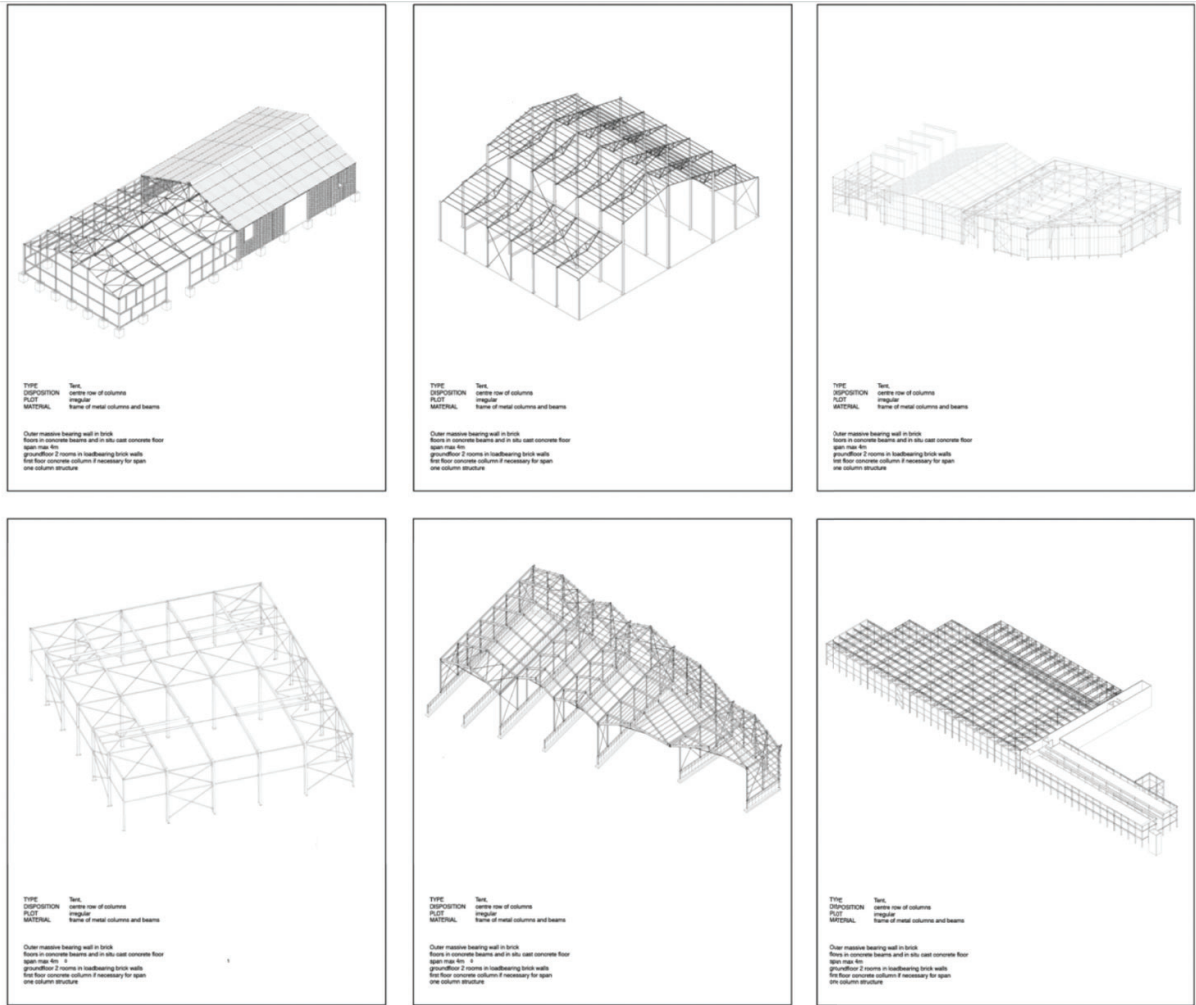 TYPE Tent,
DISPOSITION centre row of columns
PLOT irregular
MATERIAL frame of metal columns and beams
Outer massive bearing wall in brick
floors in concrete beams and in situ cast concrete floor
span max 4m
groundfloor 2 rooms in loadbearing brick walls
first floor concrete collumn if necessary for span
one column structure
TYPE Tent,
DISPOSITION centre row of columns
PLOT irregular
MATERIAL frame of metal columns and beams
Outer massive bearing wall in brick
floors in concrete beams and in situ cast concrete floor
span max 4m
groundfloor 2 rooms in loadbearing brick walls
first floor concrete collumn if necessary for span
one column structure
TYPE Tent,
DISPOSITION centre row of columns
PLOT irregular
MATERIAL frame of metal columns and beams
Outer massive bearing wall in brick
floors in concrete beams and in situ cast concrete floor
span max 4m
groundfloor 2 rooms in loadbearing brick walls
first floor concrete collumn if necessary for span
one column structure
TYPE Tent,
DISPOSITION centre row of columns
PLOT irregular
MATERIAL frame of metal columns and beams
Outer massive bearing wall in brick
floors in concrete beams and in situ cast concrete floor
span max 4m
groundfloor 2 rooms in loadbearing brick walls
first floor concrete collumn if necessary for span
one column structure
TYPE Tent,
DISPOSITION centre row of columns
PLOT irregular
MATERIAL frame of metal columns and beams
Outer massive bearing wall in brick
floors in concrete beams and in situ cast concrete floor
span max 4m
groundfloor 2 rooms in loadbearing brick walls
first floor concrete collumn if necessary for span
one column structure
TYPE Tent,
DISPOSITION centre row of columns
PLOT irregular
MATERIAL frame of metal columns and beams
Outer massive bearing wall in brick
floors in concrete beams and in situ cast concrete floor
span max 4m
groundfloor 2 rooms in loadbearing brick walls
first floor concrete collumn if necessary for span
one column structure